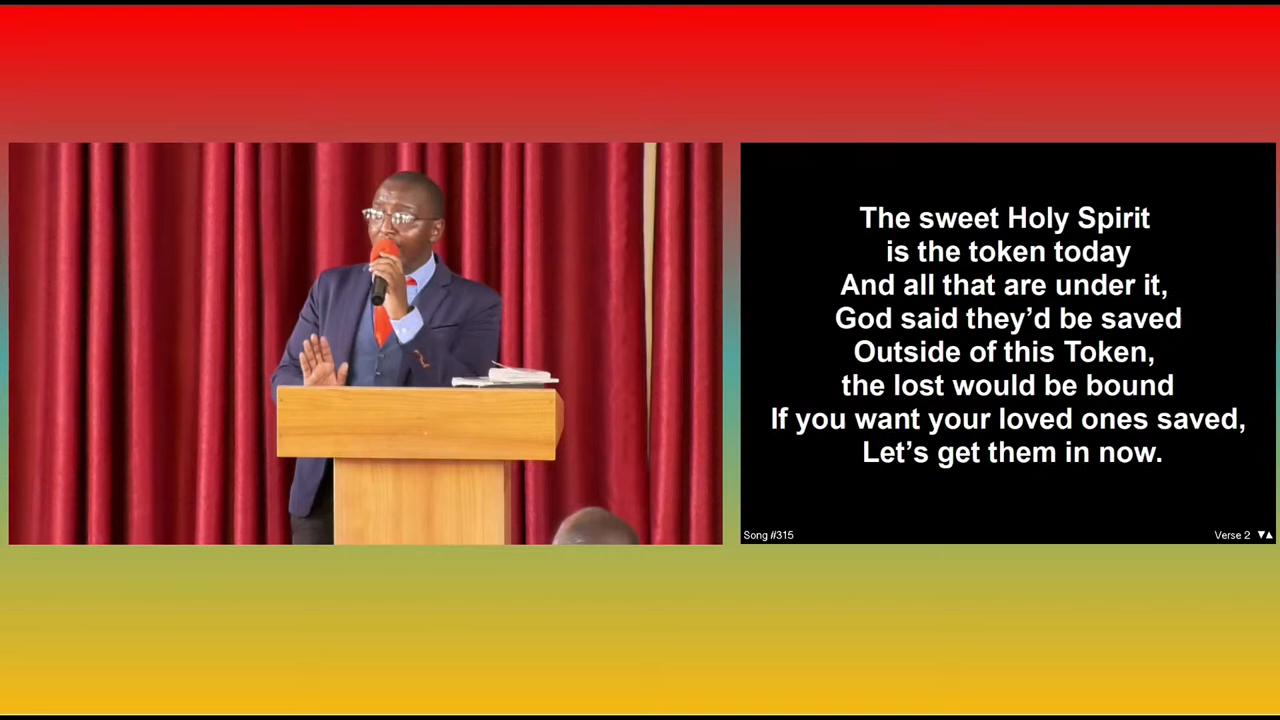 The sweet Holy Spirit
is the token today
And all that are under it,
God said they’d be saved
Outside of this Token,
the lost would be bound
If you want your loved ones saved,
Let’s get them in now.
Song #315
Verse 2